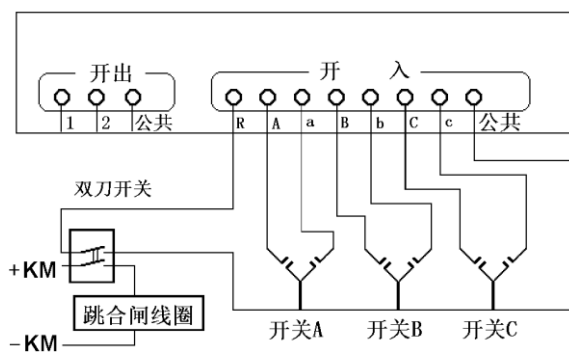 开出
开 入
1 2 公共
R A a B b C c 公共
双刀开关
+KM
跳合闸线圈
-KM
开关A 开关B 开关C